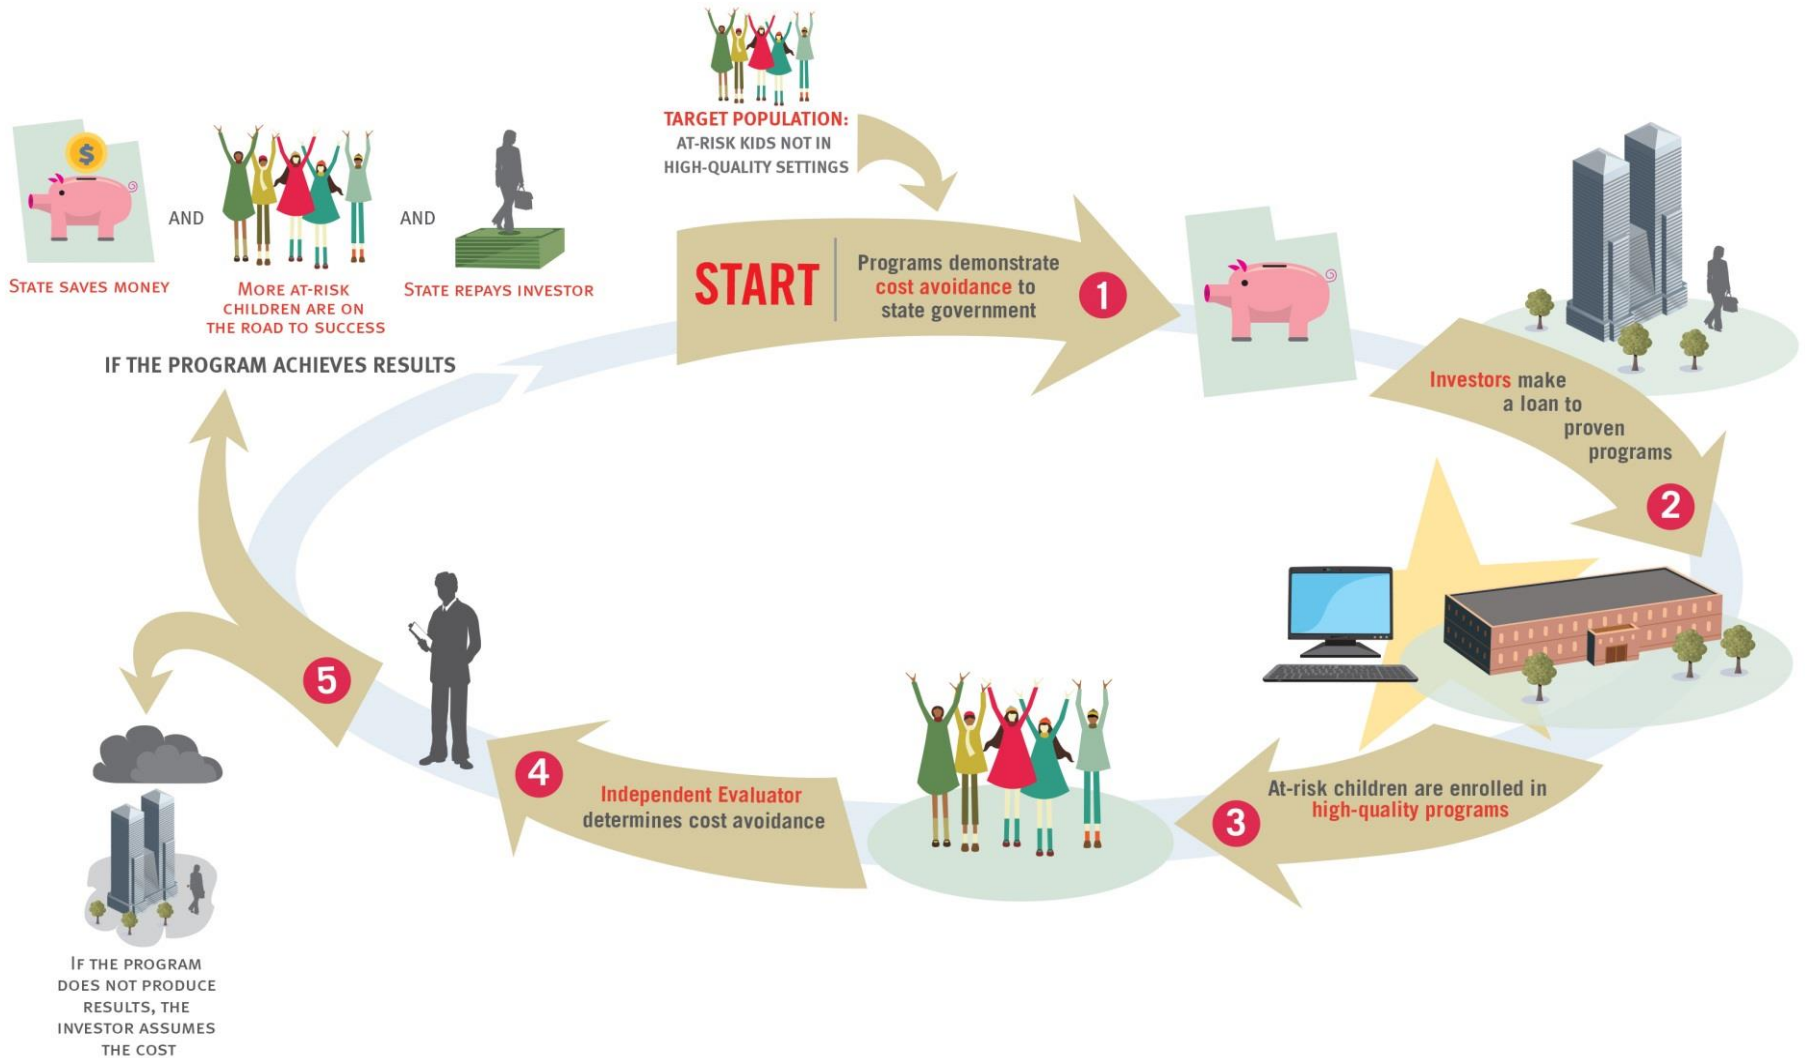 TARGET POPULATION:
AT-RISK KIDS NOT IN
HIGH-QUALITY SETTINGS
START
Programs demonstrate
cost avoidance to
state government
1
Investors make
a loan to
proven
programs
2
At-risk children are enrolled in
high-quality programs
3
Independent Evaluator
determines cost avoidance
4
5
$
STATE SAVES MONEY
AND
MORE AT-RISK
CHILDREN ARE ON
THE ROAD TO SUCCESS
AND
STATE REPAYS INVESTOR
IF THE PROGRAM ACHIEVES RESULTS
IF THE PROGRAM
DOES NOT PRODUCE
RESULTS, THE
INVESTOR ASSUMES
THE COST